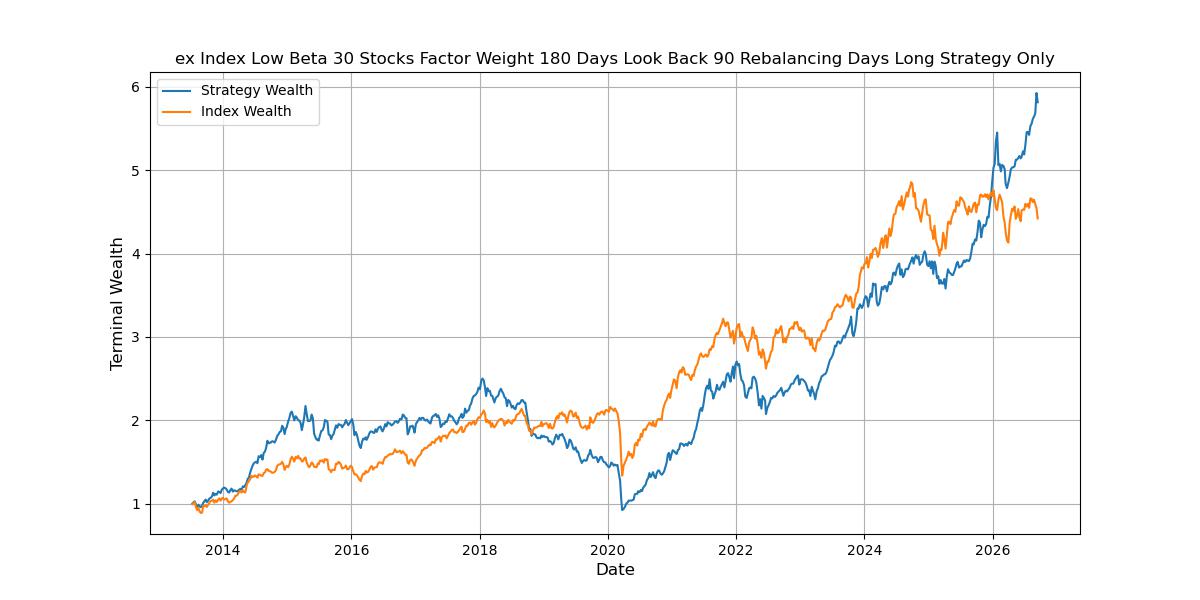 ex Index Low Beta 30 Stocks Factor Weight 180 Days Look Back 90 Rebalancing Days Long Strategy Only
Strategy Wealth
Index Wealth
Terminal Wealth
6
5
4
3
2
1
2014 2016 2018 2020 2022 2024 2026
Date